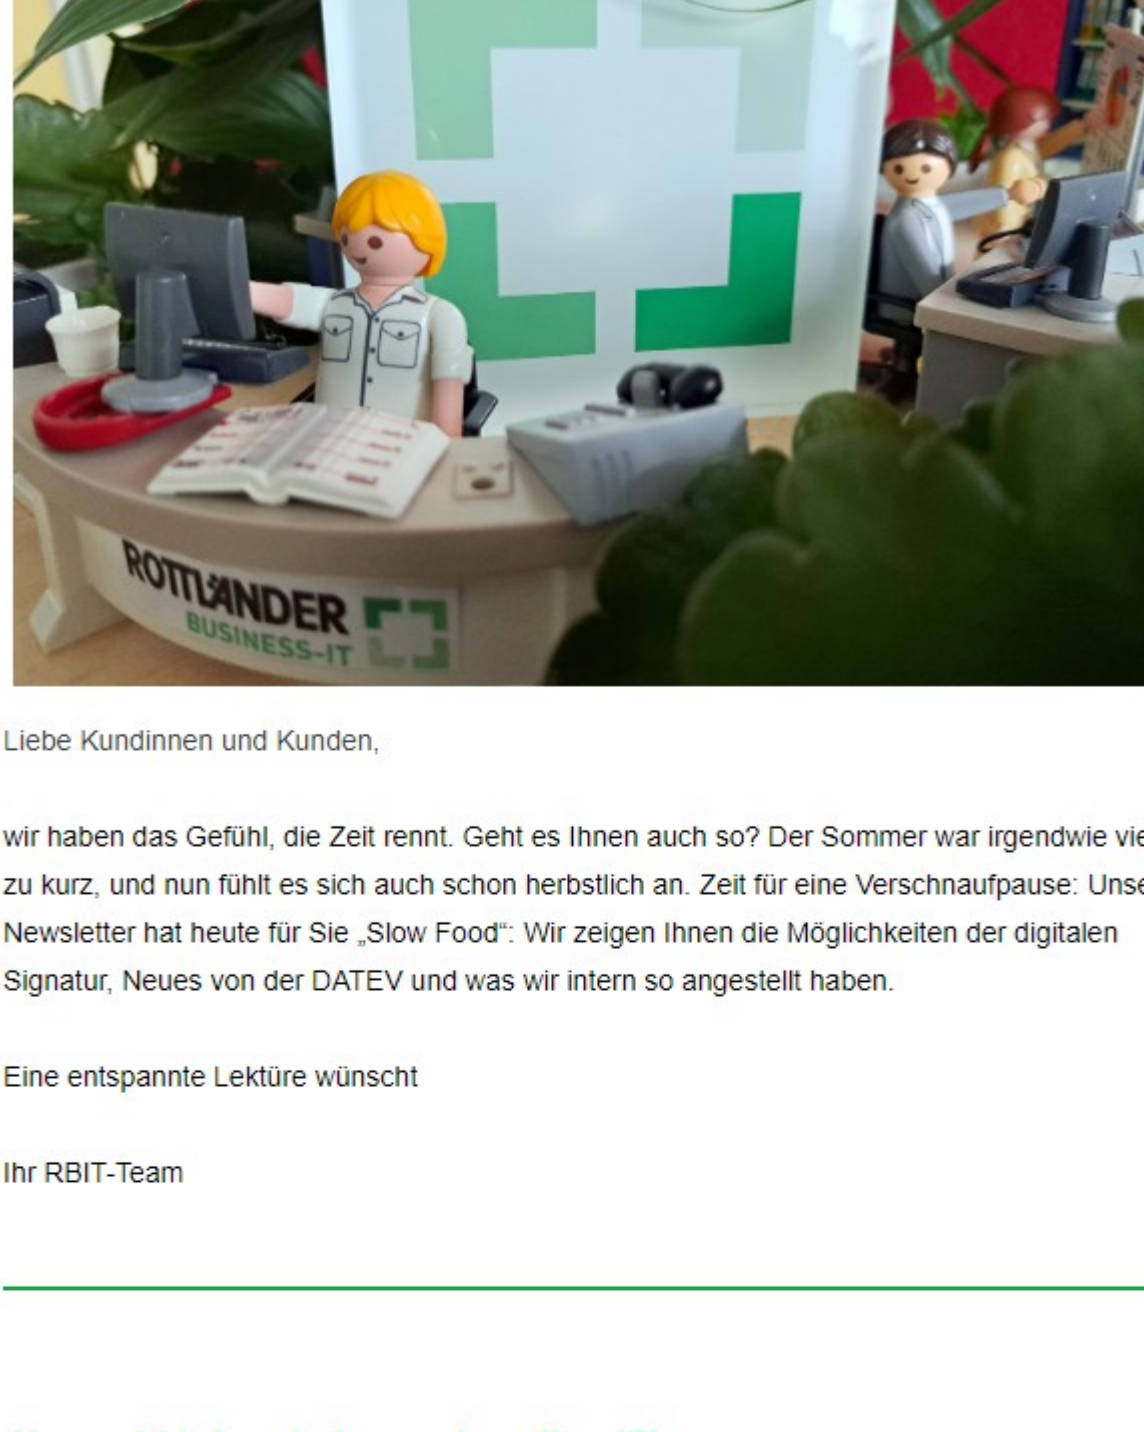 ROTTLÄNDER
BUSINESS-IT
Liebe Kundinnen und Kunden,
wir haben das Gefühl, die Zeit rennt. Geht es Ihnen auch so? Der Sommer war irgendwie vie
zu kurz, und nun fühlt es sich auch schon herbstlich an. Zeit für eine Verschnaufpause: Unse
Newsletter hat heute für Sie „Slow Food“: Wir zeigen Ihnen die Möglichkeiten der digitalen
Signatur, Neues von der DATEV und was wir intern so angestellt haben.
Eine entspannte Lektüre wünscht
Ihr RBIT-Team